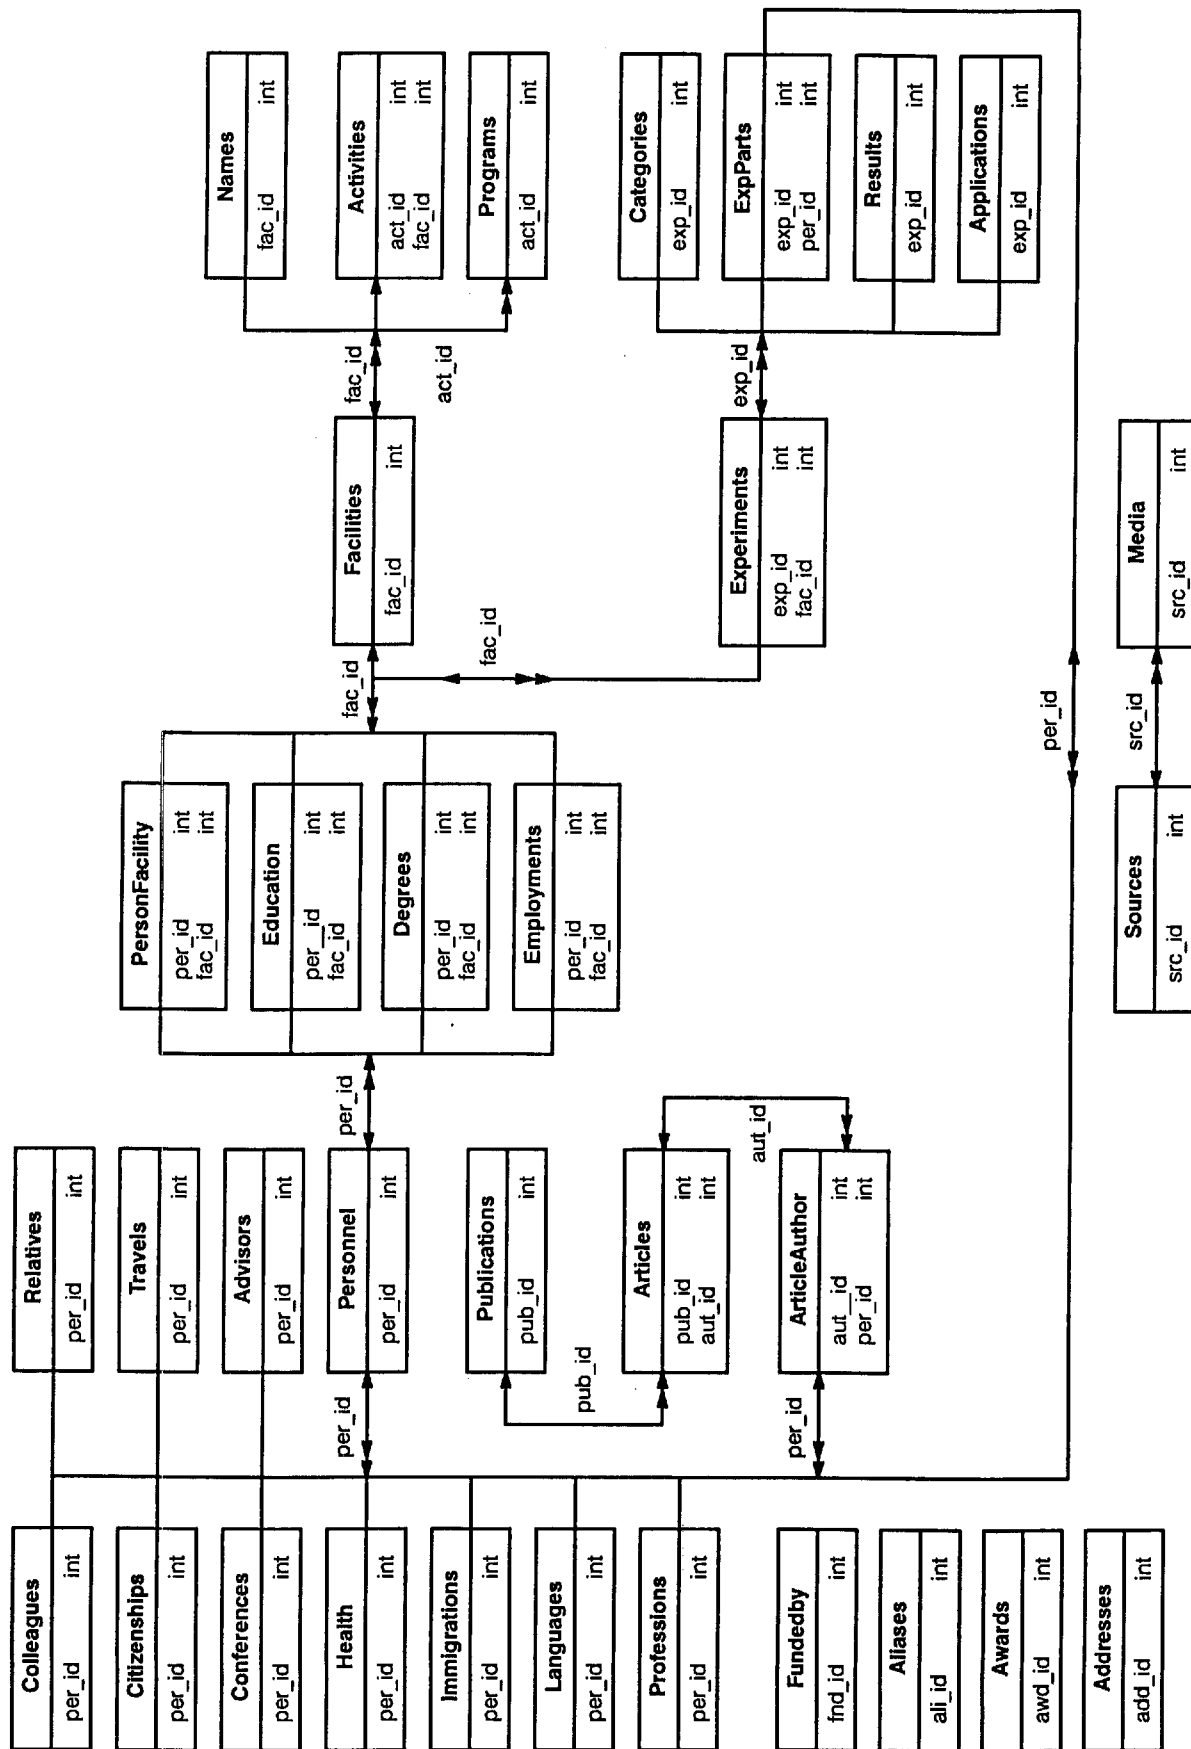 Colleagues
per_id int
Citizenships
per_id int
Conferences
per_id int
Health
per_id int
Immigrations
per_id int
Languages
per_id int
Professions
per_id int
Fundedby
fnd_id int
Aliases
ali_id int
Awards
awd_id int
Addresses
add_id int
Relatives
per_id int
Travels
per_id int
Advisors
per_id int
per_id
Personnel
per_id int
Publications
pub_id int
pub_id
Articles
pub_id int
aut_id int
aut_id
per_id
ArticleAuthor
aut_id int
per_id int
per_id
PersonFacility
per_id int
fac_id int
Education
per_id int
fac_id int
Degrees
per_id int
fac_id int
Employments
per_id int
fac_id int
fac_id
fac_id
Facilities
fac_id int
fac_id
act_id
Names
fac_id int
Activities
act_id int
fac_id int
Programs
act_id int
Experiments
exp_id int
fac_id int
exp_id
Categories
exp_id int
ExpParts
exp_id int
per_id int
Results
exp_id int
Applications
exp_id int
per_id
Sources
src_id int
src_id
Media
src_id int